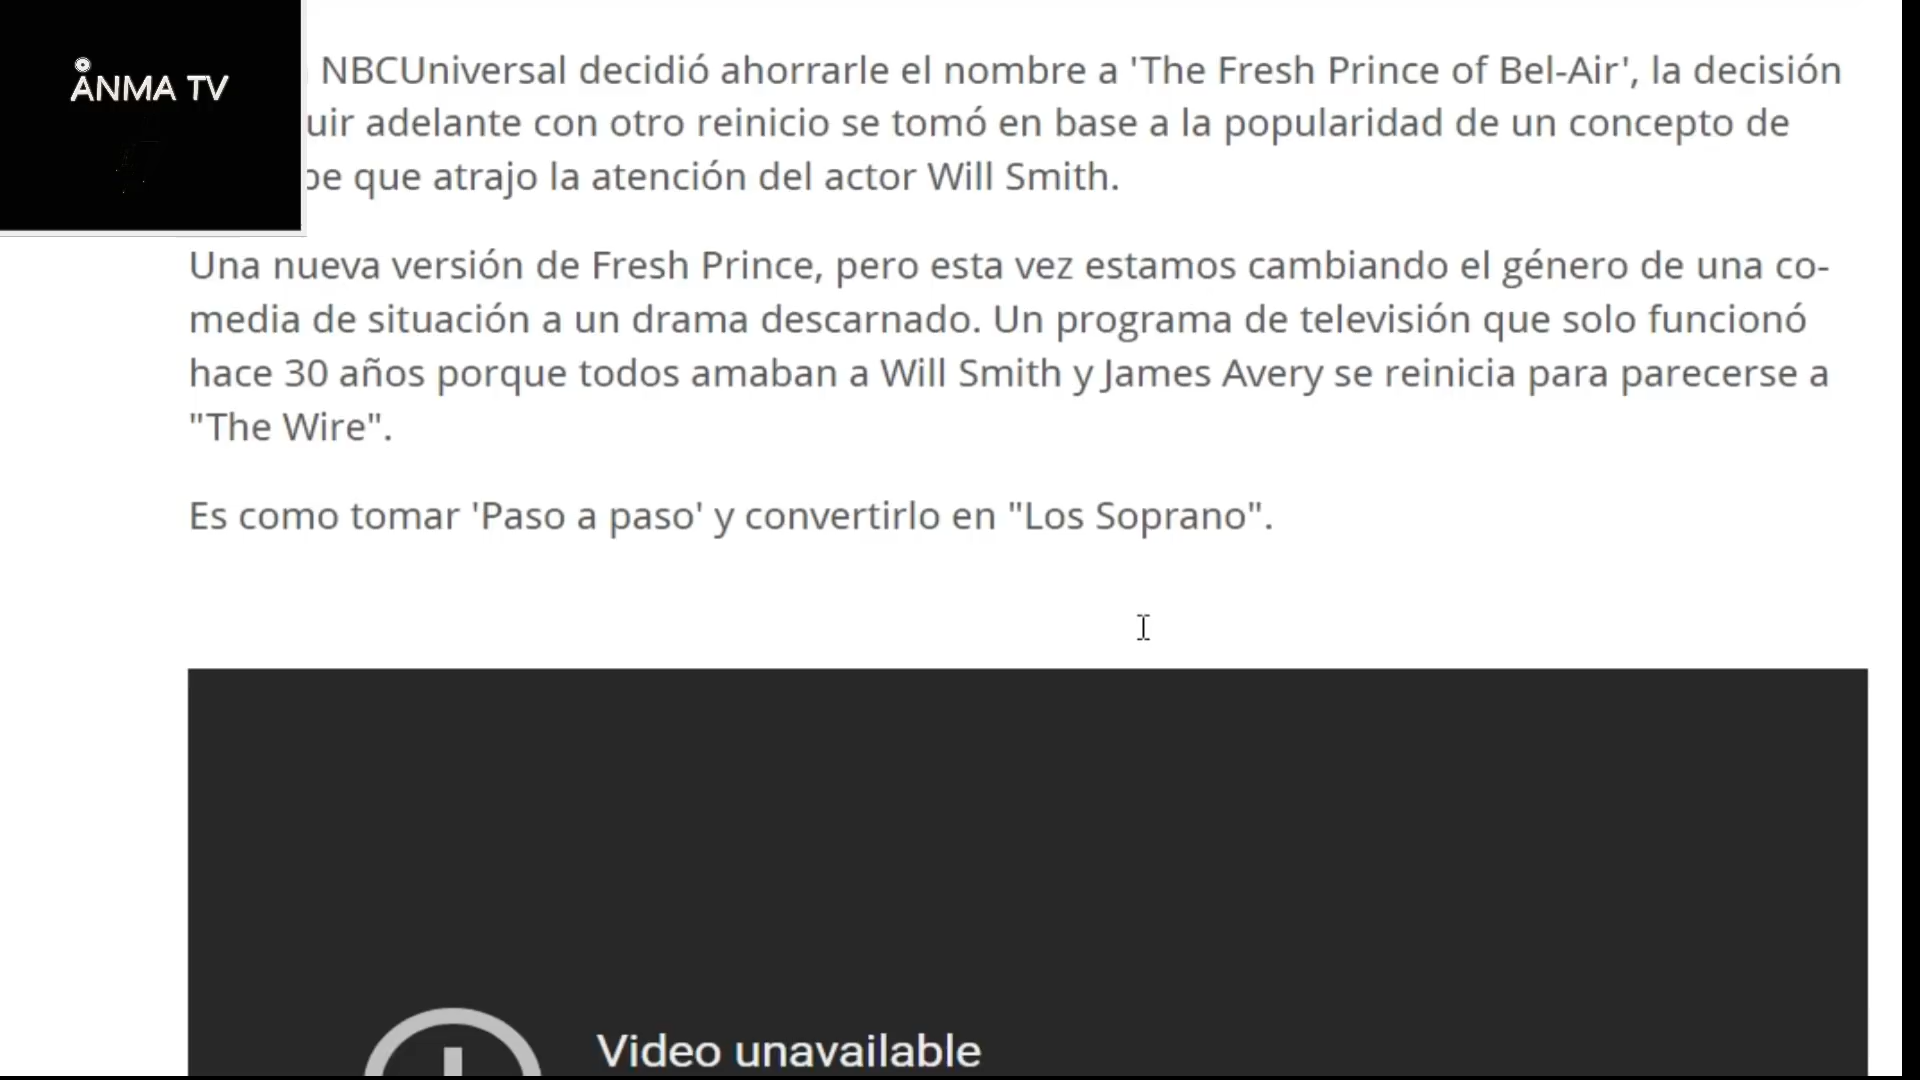 ÅNMA TV
NBCUniversal decidió ahorrarle el nombre a 'The Fresh Prince of Bel-Air', la decisión
adelante con otro reinicio se tomó en base a la popularidad de un concepto de
que atrajo la atención del actor Will Smith.
Una nueva versión de Fresh Prince, pero esta vez estamos cambiando el género de una co-
media de situación a un drama descarnado. Un programa de televisión que solo funcionó
hace 30 años porque todos amaban a Will Smith y James Avery se reinicia para parecerse a
"The Wire".
Es como tomar 'Paso a paso' y convertirlo en "Los Soprano".
Video unavailable